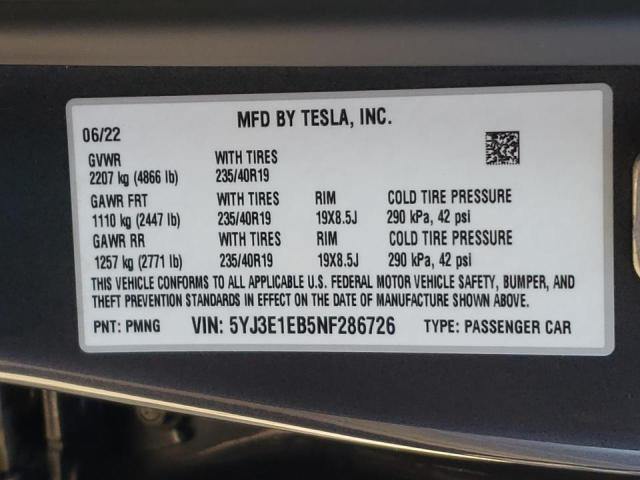 MFD BY TESLA, INC.
06/22
GVWR WITH TIRES
2207 kg (4866 lb) 235/40R19
GAWR FRT WITH TIRES RIM COLD TIRE PRESSURE
1110 kg (2447 lb) 235/40R19 19X8.5J 290 kPa, 42 psi
GAWR RR WITH TIRES RIM COLD TIRE PRESSURE
1257 kg (2771 lb) 235/40R19 19X8.5J 290 kPa, 42 psi
THIS VEHICLE CONFORMS TO ALL APPLICABLE U.S. FEDERAL MOTOR VEHICLE SAFETY, BUMPER, AND
THEFT PREVENTION STANDARDS IN EFFECT ON THE DATE OF MANUFACTURE SHOWN ABOVE.
PNT: PMNG VIN: 5YJ3E1EB5NF286726 TYPE: PASSENGER CAR